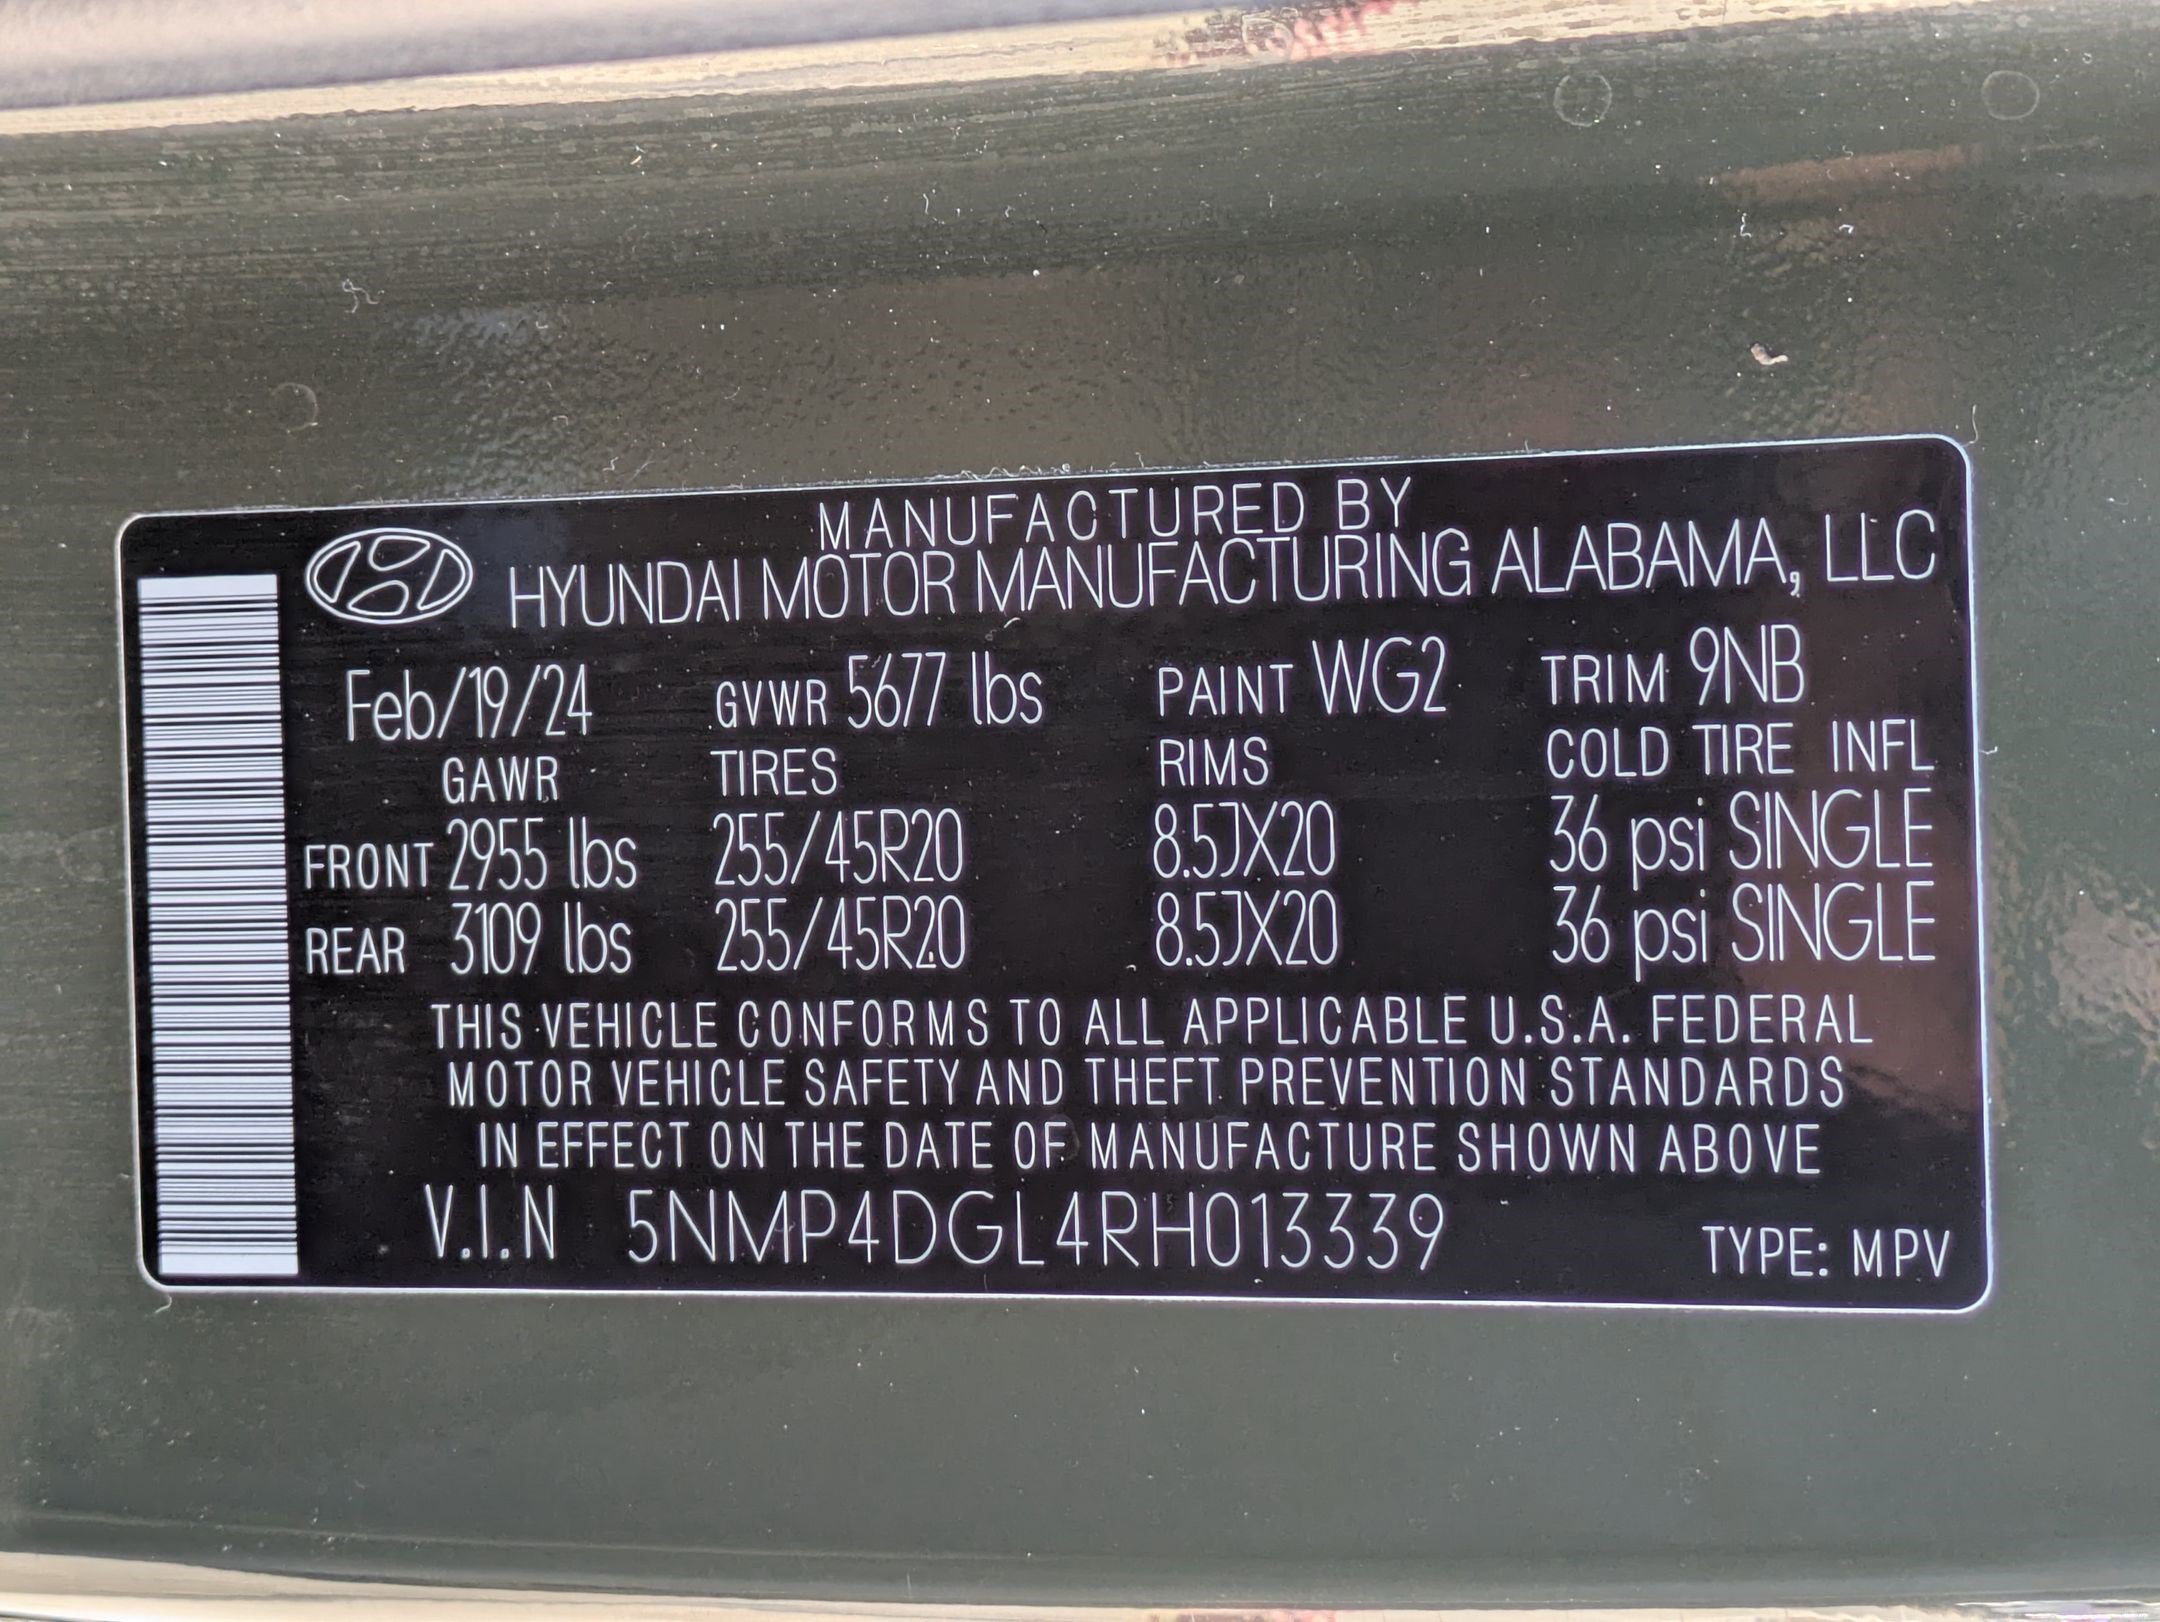 MANUFACTURED BY
HYUNDAI MOTOR MANUFACTURING ALABAMA, LLC
Feb/19/24 GVWR 5677 lbs PAINT WG2 TRIM 9NB
GAWR TIRES RIMS COLD TIRE INFL
FRONT 2955 lbs 255/45R20 8.5JX20 36 psi SINGLE
REAR 3109 lbs 255/45R20 8.5JX20 36 psi SINGLE
THIS VEHICLE CONFORMS TO ALL APPLICABLE U.S.A. FEDERAL
MOTOR VEHICLE SAFETY AND THEFT PREVENTION STANDARDS
IN EFFECT ON THE DATE OF MANUFACTURE SHOWN ABOVE
V.I.N 5NMP4DGL4RH013339 TYPE: MPV